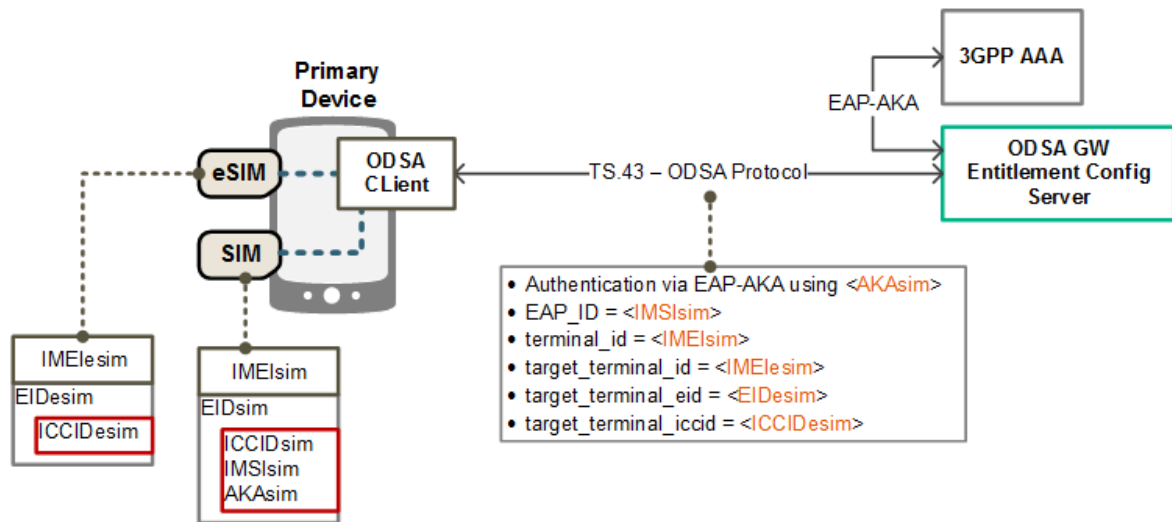 Primary
Device
eSIM
SIM
ODSA
CLient
TS.43 – ODSA Protocol
EAP-AKA
3GPP AAA
ODSA GW
Entitlement Config
Server
IMEIesim
EIDesim
ICCIDesim
IMEIsim
EIDsim
ICCIDsim
IMSIsim
AKAsim
• Authentication via EAP-AKA using <AKAsim>
• EAP_ID = <IMSIsim>
• terminal_id = <IMEIsim>
• target_terminal_id = <IMEIesim>
• target_terminal_eid = <EIDesim>
• target_terminal_iccid = <ICCIDesim>